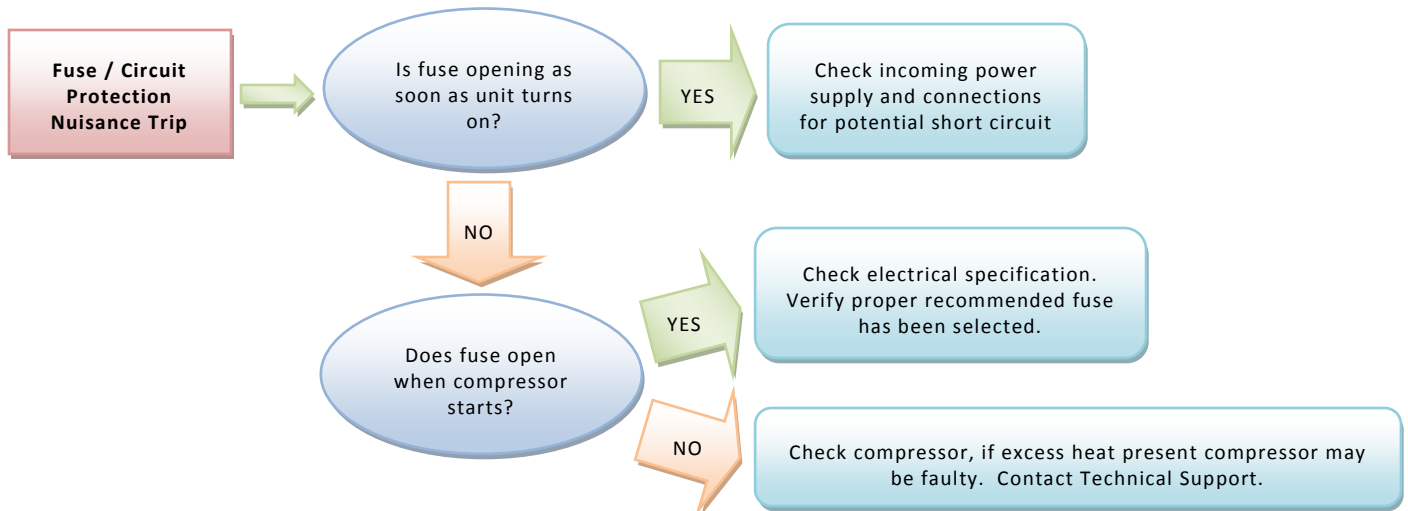 Fuse / Circuit
Protection
Nuisance Trip
Is fuse opening as
soon as unit turns
on?
YES
Check incoming power
supply and connections
for potential short circuit
NO
Does fuse open
when compressor
starts?
YES
Check electrical specification.
Verify proper recommended fuse
has been selected.
NO
Check compressor, if excess heat present compressor may
be faulty. Contact Technical Support.